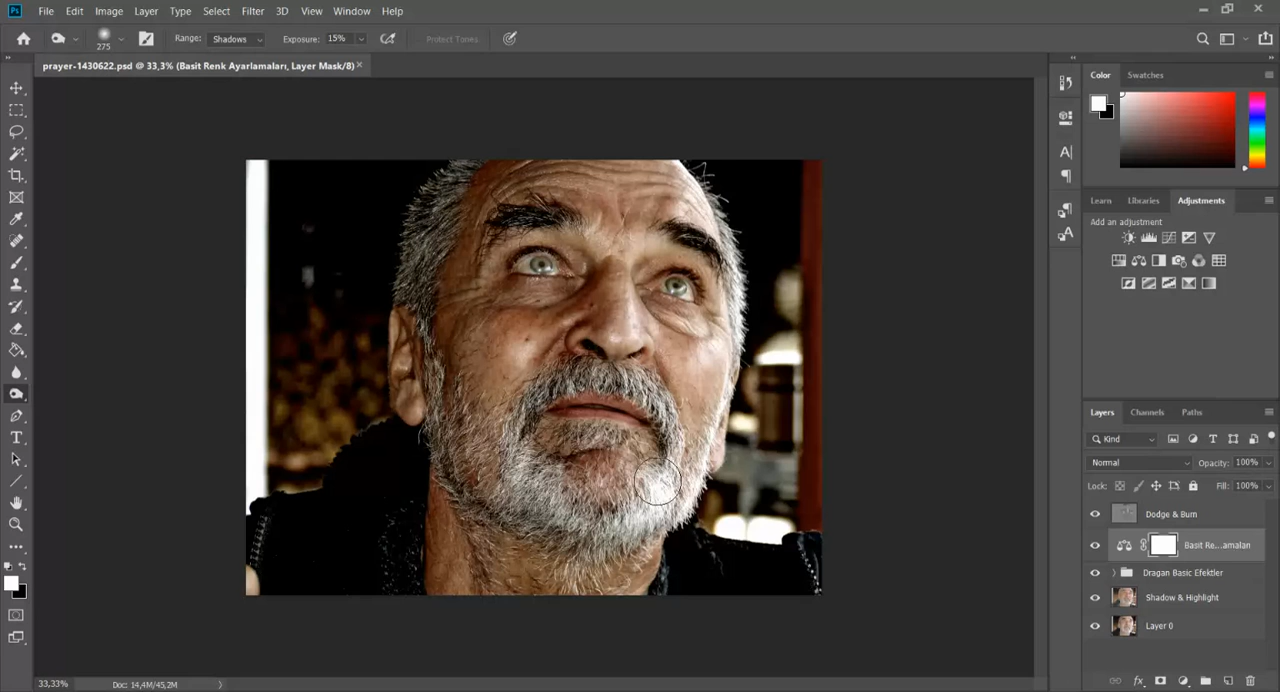 Ps File Edit Image Layer Type Select Filter 3D View Window Help
275 Range: Shadows Exposure: 15% Protect Tones
prayer-1430622.psd @ 33,3% (Basit Renk Ayarlamaları, Layer Mask/8)
Color Swatches
Learn Libraries Adjustments
Add an adjustment
Layers Channels Paths
Kind
Normal Opacity: 100%
Lock: Fill: 100%
Dodge & Burn
Basit Re...amaları
Dragan Basic Efektler
Shadow & Highlight
Layer 0
33,33% Doc: 14,4M/45,2M